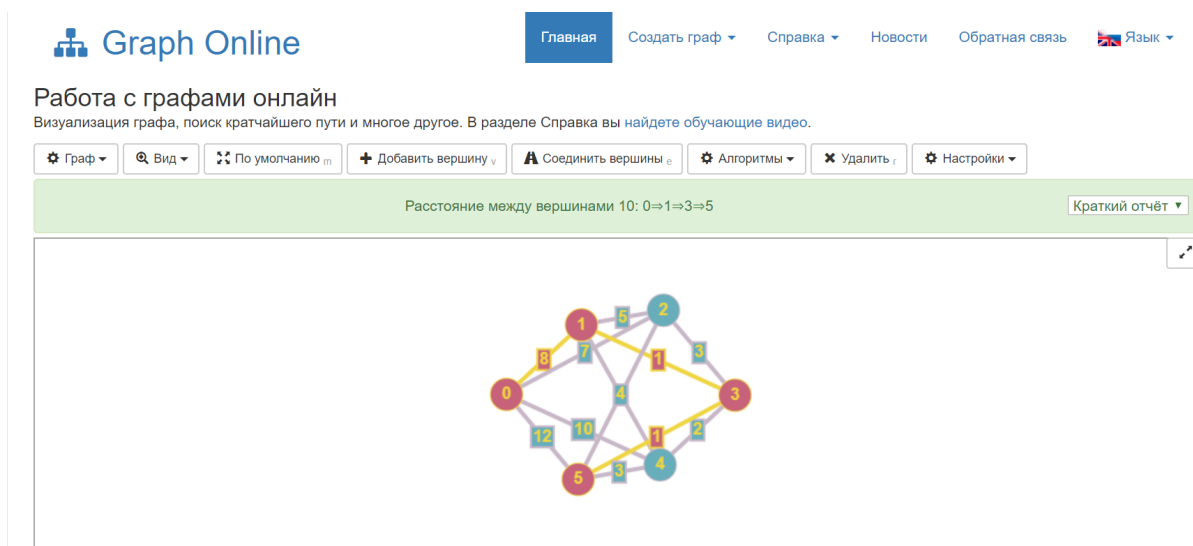 Graph Online
Главная Создать граф Справка Новости Обратная связь Язык
Работа с графами онлайн
Визуализация графа, поиск кратчайшего пути и многое другое. В разделе Справка вы найдете обучающие видео.
Граф Вид По умолчанию m Добавить вершину v Соединить вершины e Алгоритмы Удалить r Настройки
Расстояние между вершинами 10: 0⇒1⇒3⇒5 Краткий отчёт
5 2
1
8 7 1 3
0 4 3
12 10 1 2
5 3 4